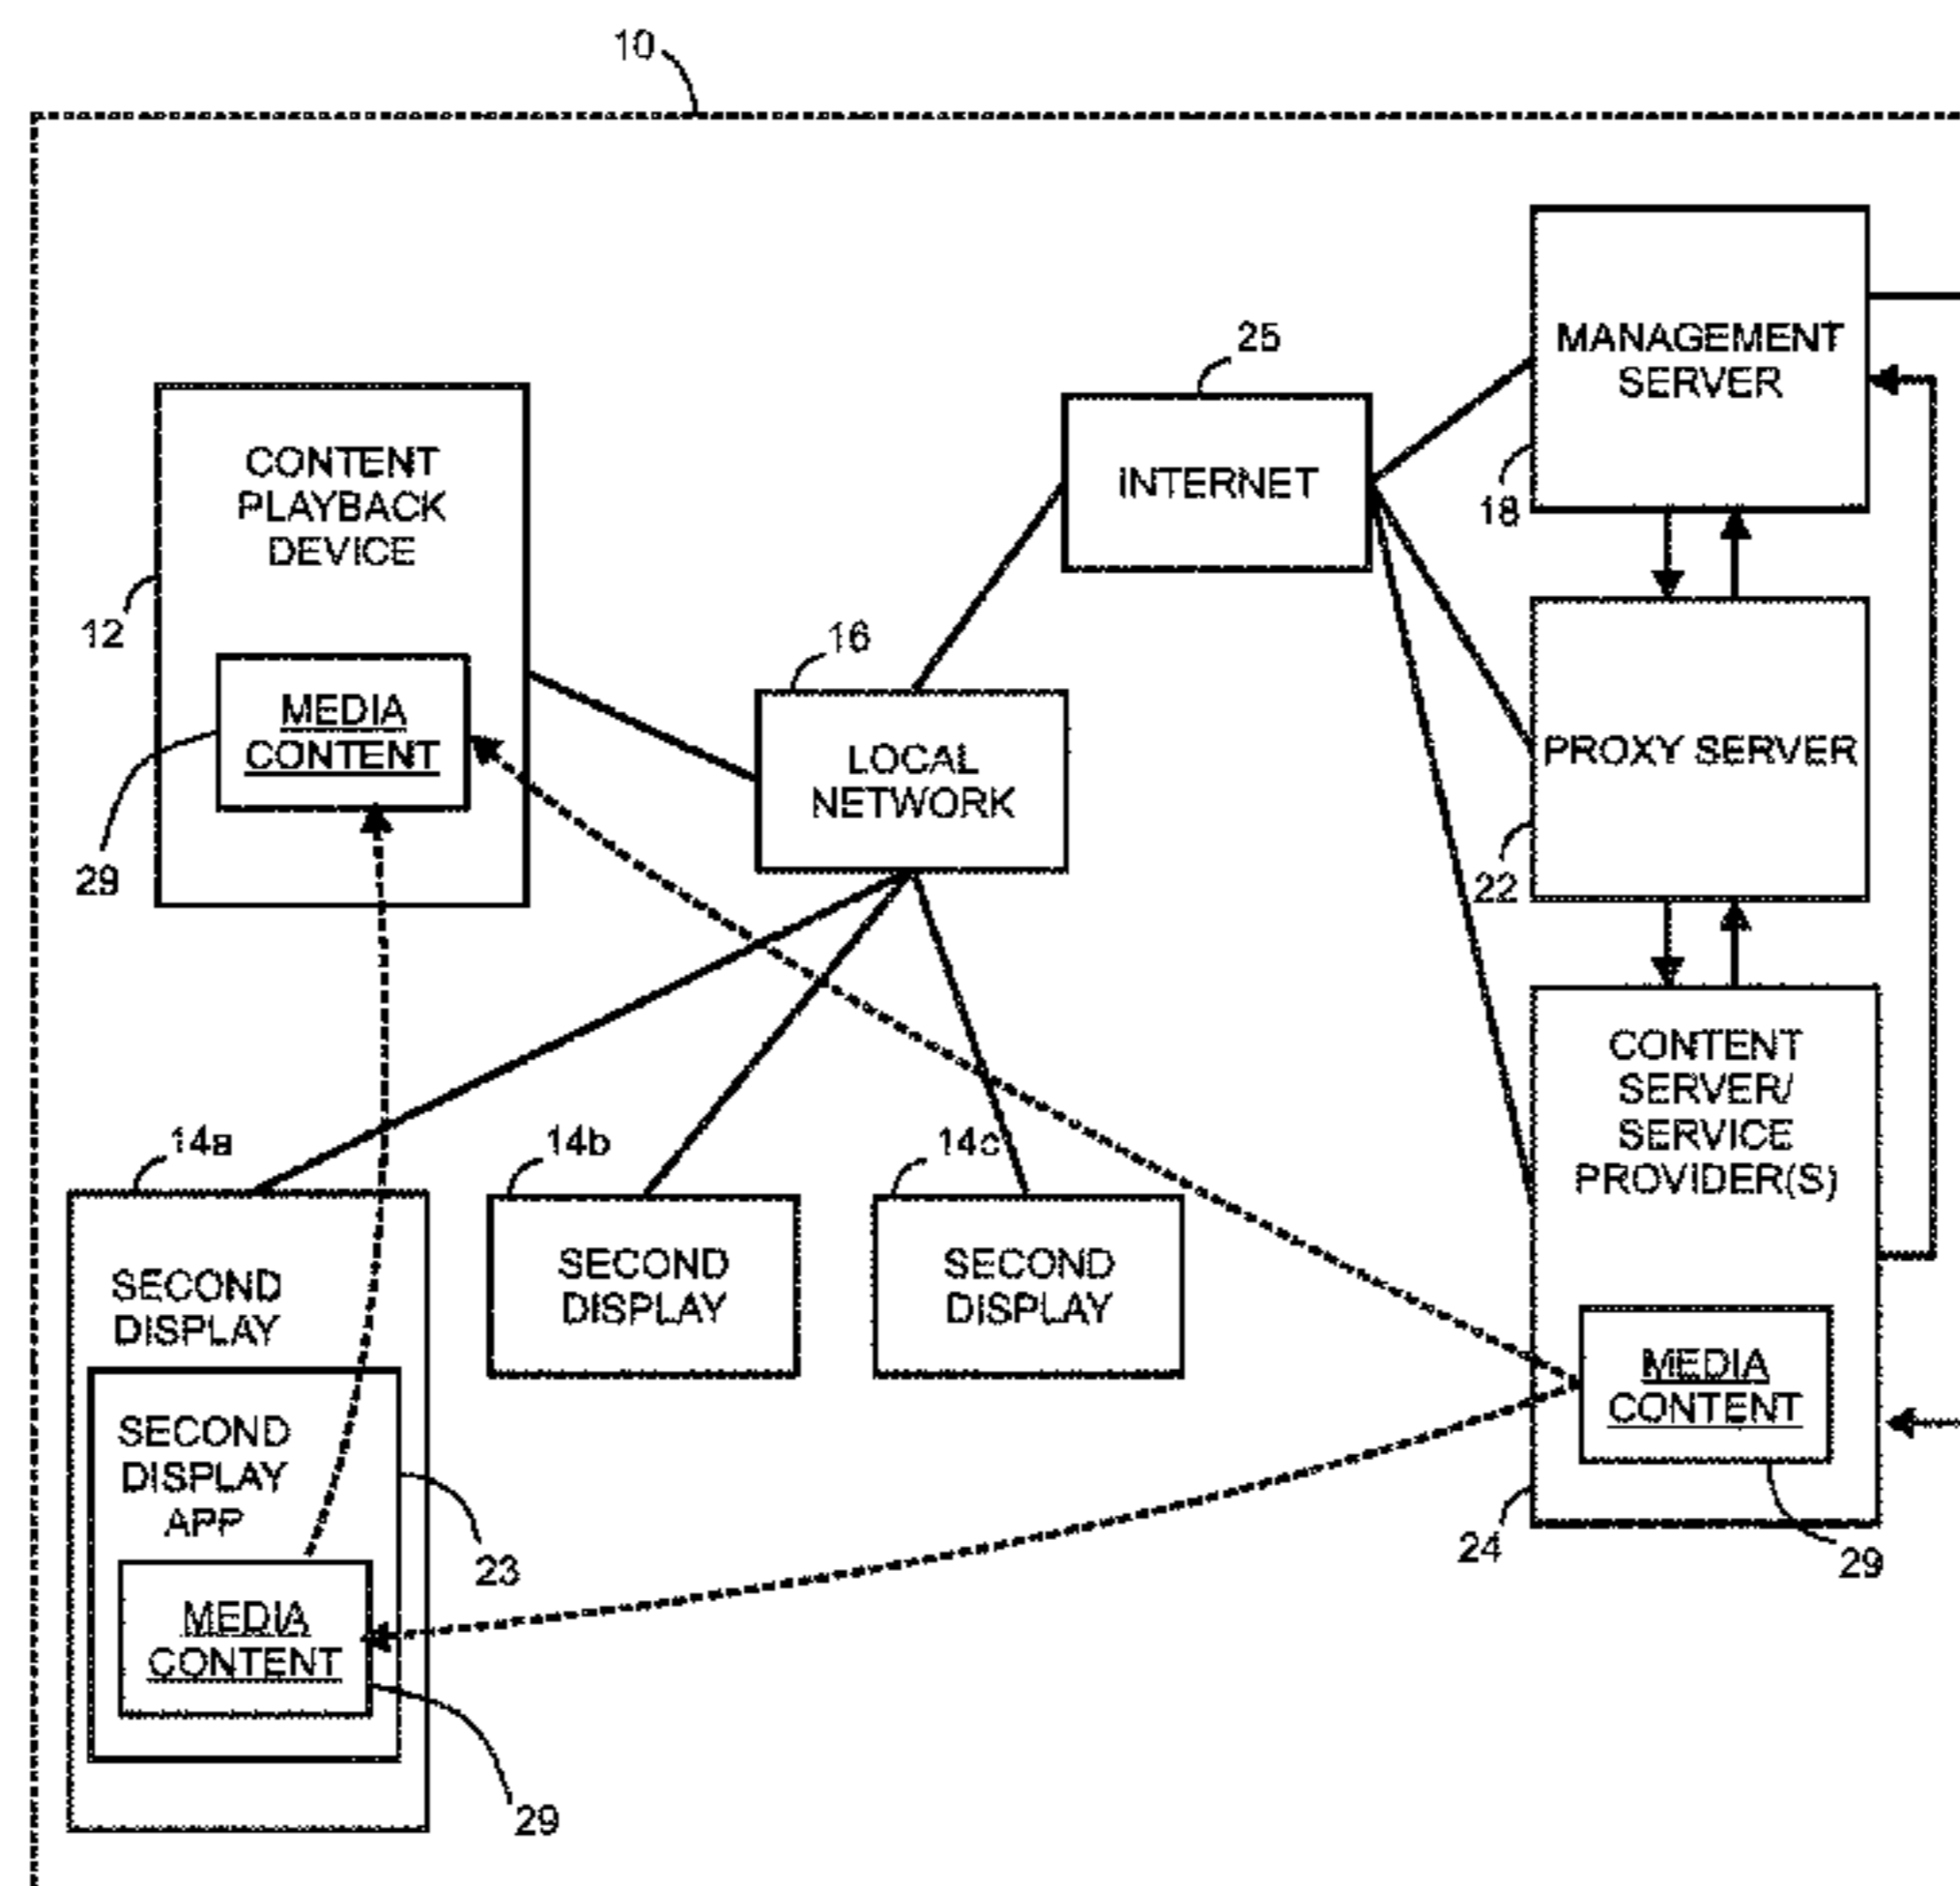 10
25
MANAGEMENT
SERVER
18
CONTENT
PLAYBACK
DEVICE
12
INTERNET
MEDIA
CONTENT
29
16
LOCAL
NETWORK
PROXY SERVER
22
CONTENT
SERVER/
SERVICE
PROVIDER(S)
MEDIA
CONTENT
24
29
14a
14b
14c
SECOND
DISPLAY
SECOND
DISPLAY
SECOND
DISPLAY
SECOND
DISPLAY
APP
23
MEDIA
CONTENT
29